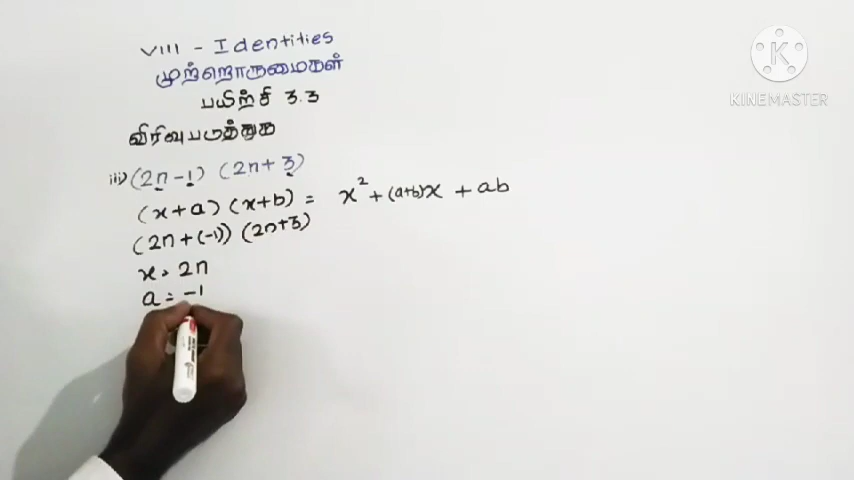 VIII - Identities
முற்றொருமைகள்
பயிற்சி 3.3
விரிவுபடுத்துக
iii) (2n-1) (2n+3)
(x+a) (x+b) = x² + (a+b)x + ab
(2n+(-1)) (2n+3)
x = 2n
a = -1
K
KINEMASTER